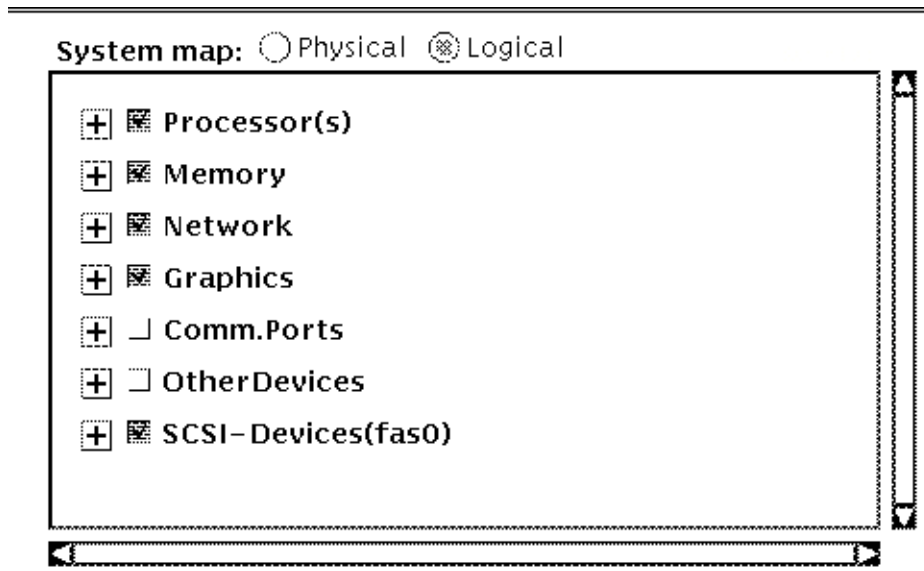 System map: Physical Logical
Processor(s)
Memory
Network
Graphics
Comm.Ports
OtherDevices
SCSI-Devices(fas0)